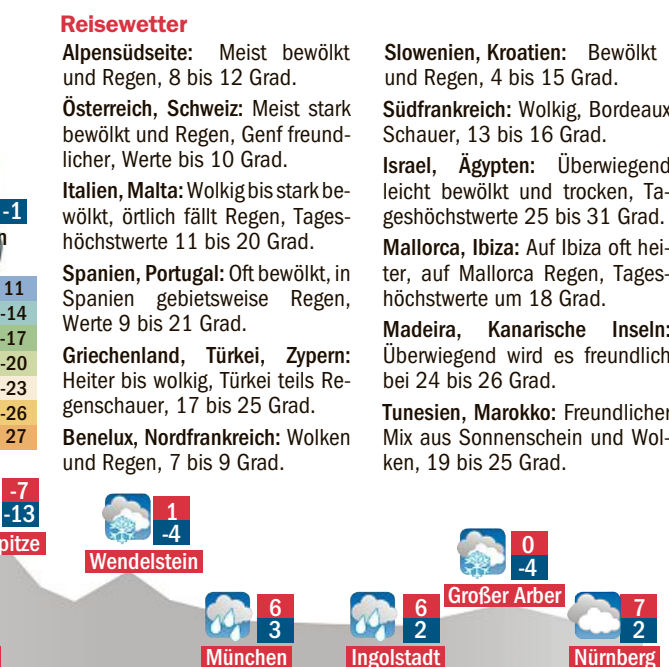 Reisewetter
Alpensüdseite: Meist bewölkt
und Regen, 8 bis 12 Grad.
Österreich, Schweiz: Meist stark
bewölkt und Regen, Genf freund-
licher, Werte bis 10 Grad.
Italien, Malta: Wolkig bis stark be-
wölkt, örtlich fällt Regen, Tages-
höchstwerte 11 bis 20 Grad.
Spanien, Portugal: Oft bewölkt, in
Spanien gebietsweise Regen,
Werte 9 bis 21 Grad.
Griechenland, Türkei, Zypern:
Heiter bis wolkig, Türkei teils Re-
genschauer, 17 bis 25 Grad.
Benelux, Nordfrankreich: Wolken
und Regen, 7 bis 9 Grad.
Slowenien, Kroatien: Bewölkt
und Regen, 4 bis 15 Grad.
Südfrankreich: Wolkig, Bordeaux
Schauer, 13 bis 16 Grad.
Israel, Ägypten: Überwiegend
leicht bewölkt und trocken, Ta-
geshöchstwerte 25 bis 31 Grad.
Mallorca, Ibiza: Auf Ibiza oft hei-
ter, auf Mallorca Regen, Tages-
höchstwerte um 18 Grad.
Madeira, Kanarische Inseln:
Überwiegend wird es freundlich
bei 24 bis 26 Grad.
Tunesien, Marokko: Freundlicher
Mix aus Sonnenschein und Wol-
ken, 19 bis 25 Grad.
-1
n
11
-14
-17
-20
-23
-26
27
-7
-13
pitze
1
-4
Wendelstein
6
3
München
6
2
Ingolstadt
0
-4
Großer Arber
7
2
Nürnberg